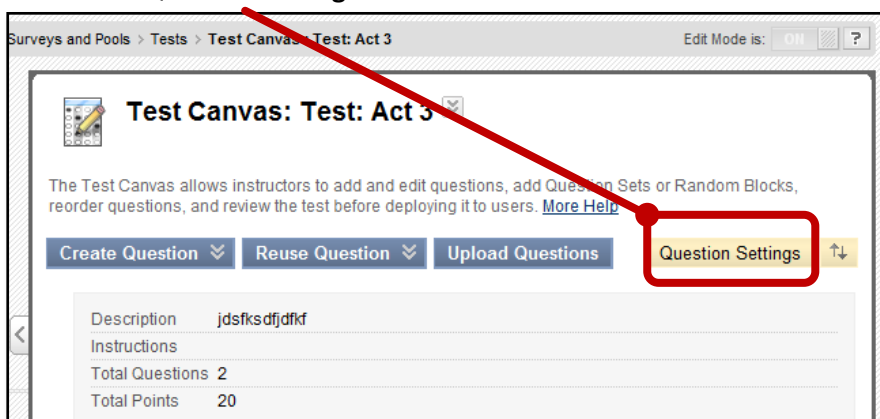 Surveys and Pools > Tests > Test Canvas: Test: Act 3 Edit Mode is: ON ?
Test Canvas: Test: Act 3
The Test Canvas allows instructors to add and edit questions, add Question Sets or Random Blocks,
reorder questions, and review the test before deploying it to users. More Help
Create Question Reuse Question Upload Questions Question Settings
Description jdsfksdfjdfkf
Instructions
Total Questions 2
Total Points 20